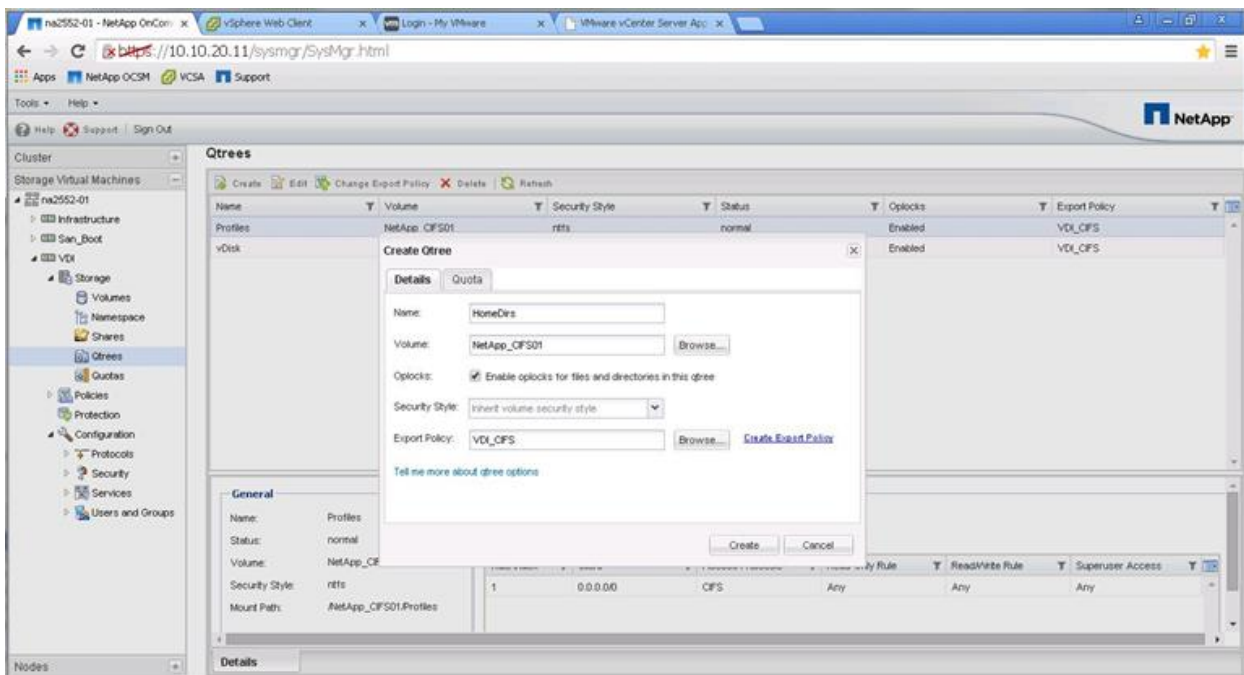 na2552-01 - NetApp OnCom
vSphere Web Client
Login - My VMware
VMware vCenter Server App
https://10.10.20.11/sysmgr/SysMgr.html
Apps NetApp OCSM VCSA Support
Tools Help
Help Support Sign Out
NetApp
Cluster
Storage Virtual Machines
na2552-01
Infrastructure
San_Boot
VDI
Storage
Volumes
Namespace
Shares
Qtrees
Quotas
Policies
Protection
Configuration
Protocols
Security
Services
Users and Groups
Nodes
Qtrees
Create Edit Change Export Policy Delete Refresh
Name Volume Security Style Status Oplocks Export Policy
Profiles NetApp_CIFS01 ntfs normal Enabled VDI_CIFS
vDisk Enabled VDI_CIFS
Create Qtree
Details Quota
Name: HomeDirs
Volume: NetApp_CIFS01 Browse...
Oplocks: Enable oplocks for files and directories in this qtree
Security Style: Inherit volume security style
Export Policy: VDI_CIFS Browse... Create Export Policy
Tell me more about qtree options
Create Cancel
General
Name: Profiles
Status: normal
Volume: NetApp_CIF
Security Style: ntfs
Mount Path: /NetApp_CIFS01/Profiles
Rule ReadWrite Rule Superuser Access
1 0.0.0.0/0 CIFS Any Any Any
Details